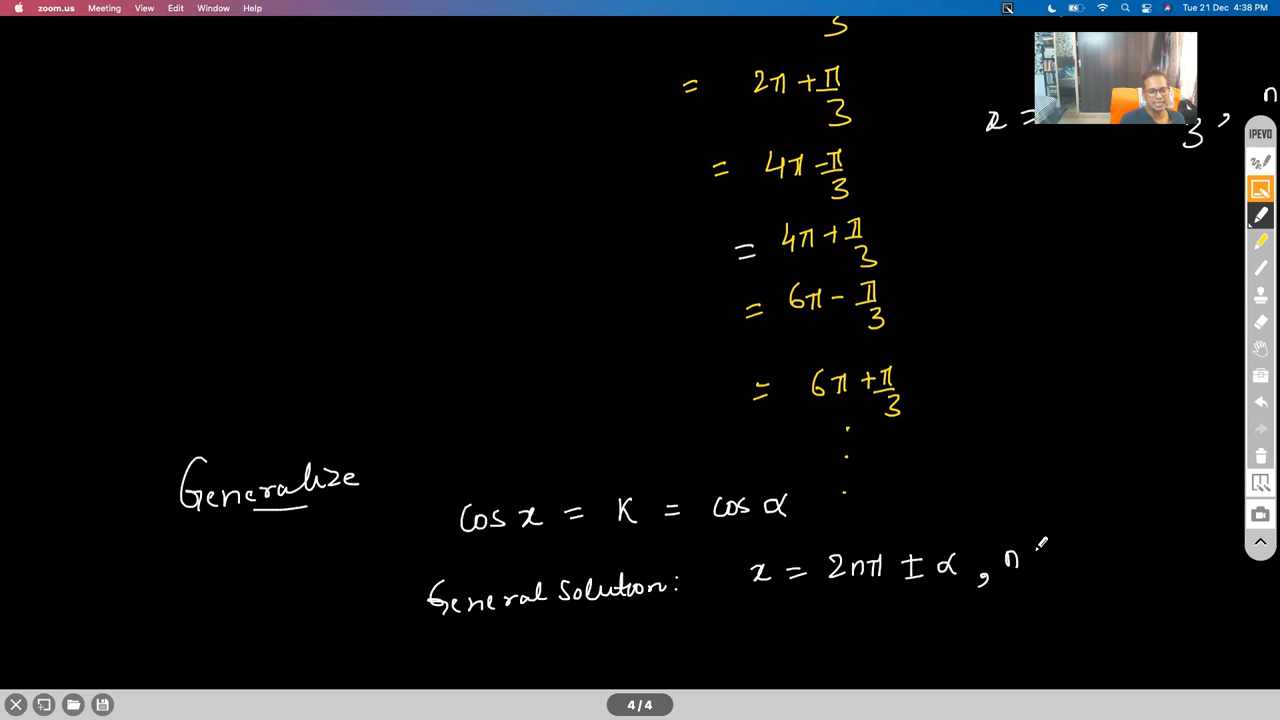 zoom.us Meeting View Edit Window Help Tue 21 Dec 4:38 PM
3
= 2π + π/3
x = 3 , n
= 4π - π/3
IPEVO
= 4π + π/3
= 6π - π/3
= 6π + π/3
.
.
.
Generalize
cos x = K = cos α
General Solution: x = 2nπ ± α , n
4/4